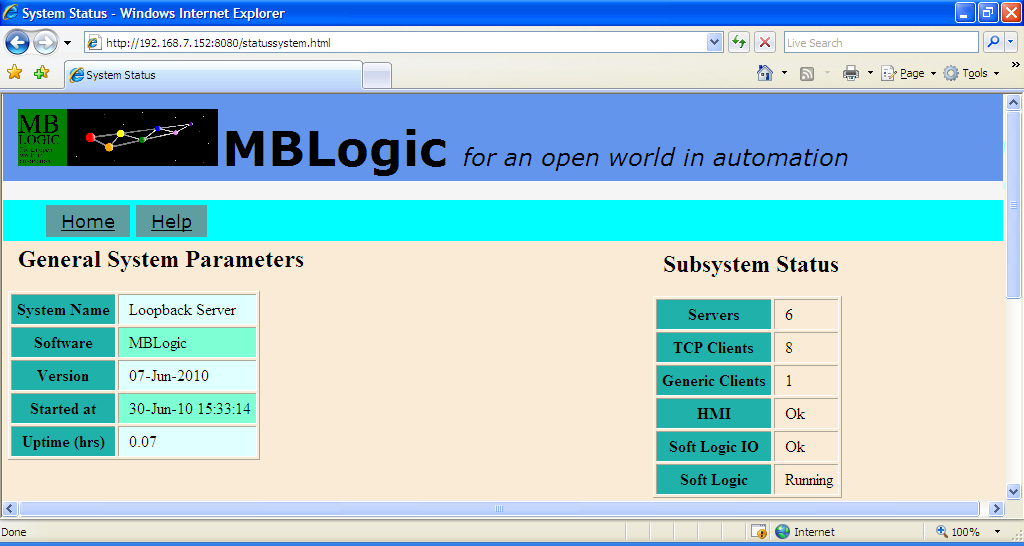 System Status - Windows Internet Explorer
http://192.168.7.152:8080/statussystem.html
Live Search
System Status
Page
Tools
MB
LOGIC
MBLogic for an open world in automation
Home Help
General System Parameters
System Name Loopback Server
Software MBLogic
Version 07-Jun-2010
Started at 30-Jun-10 15:33:14
Uptime (hrs) 0.07
Subsystem Status
Servers 6
TCP Clients 8
Generic Clients 1
HMI Ok
Soft Logic IO Ok
Soft Logic Running
Done Internet 100%